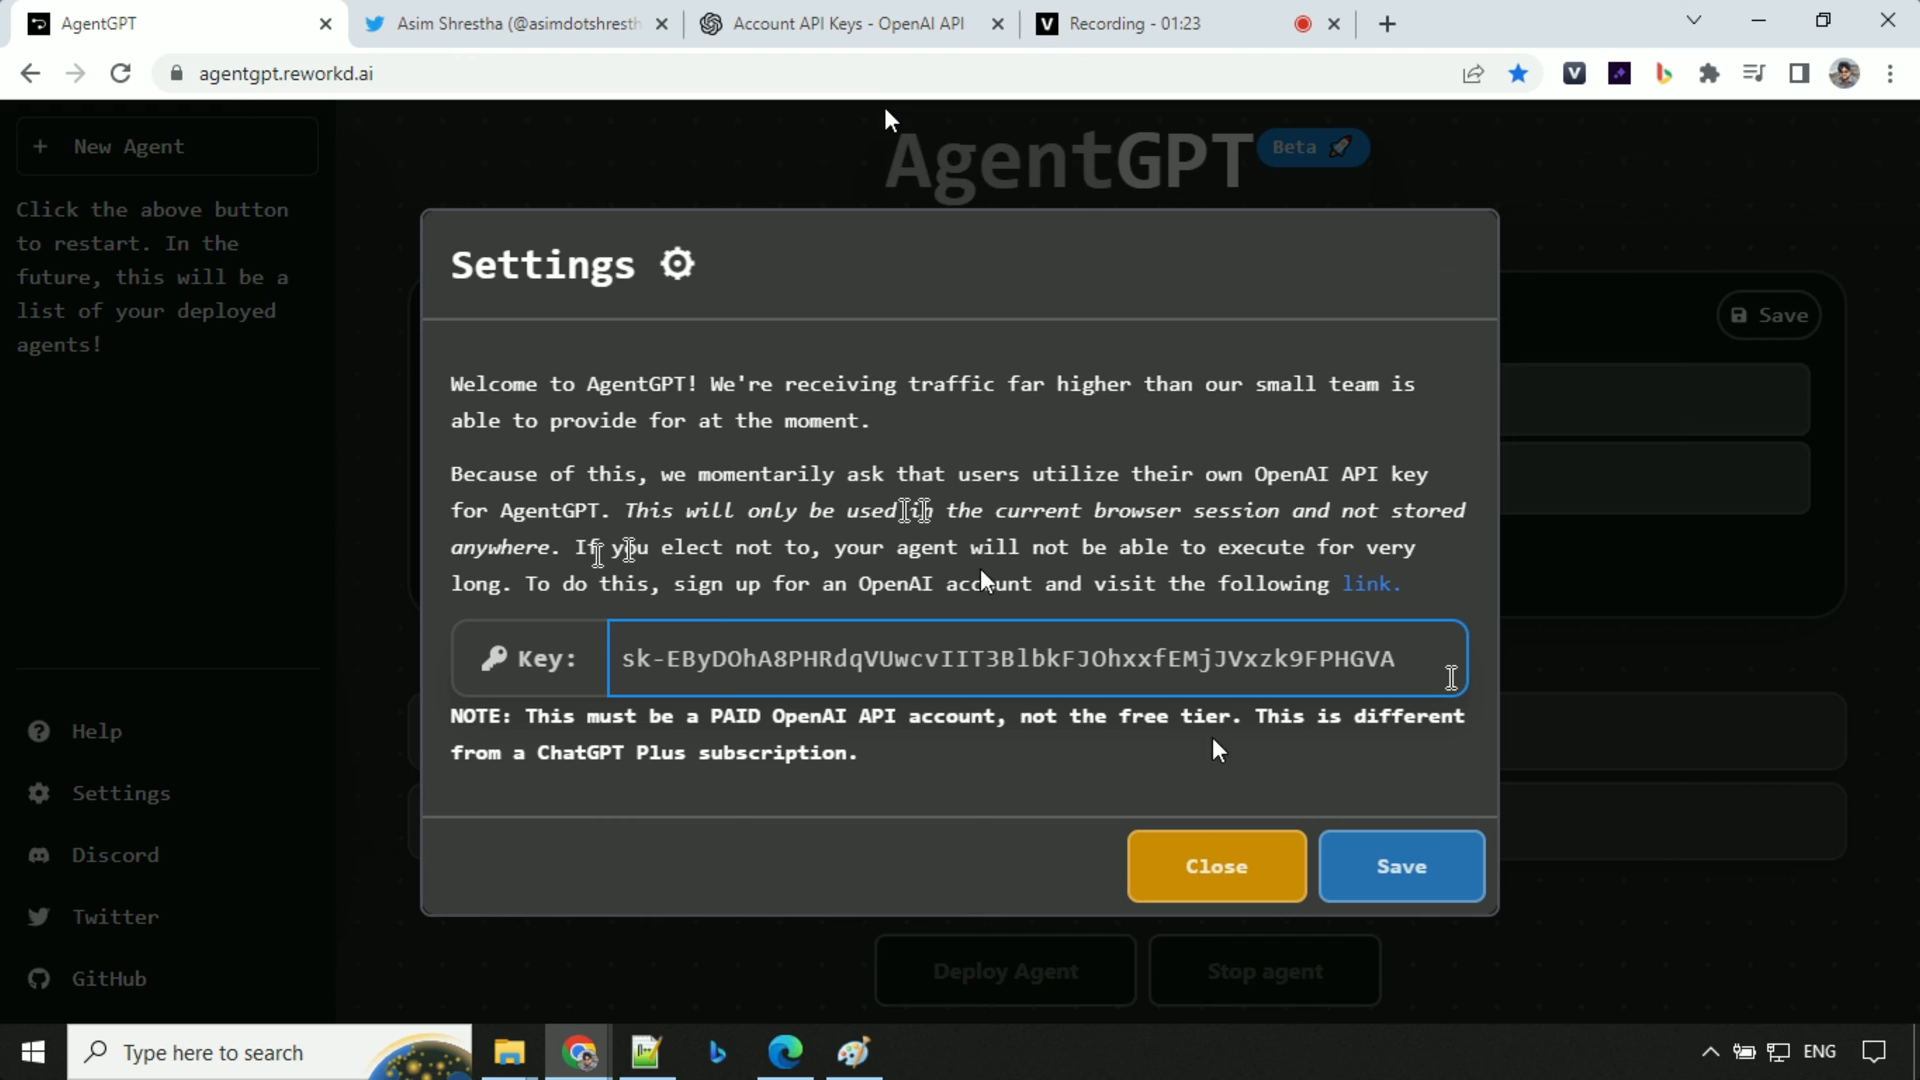 AgentGPT
Asim Shrestha (@asimdotshresth
Account API Keys - OpenAI API
Recording - 01:23
agentgpt.reworkd.ai
+ New Agent
Click the above button
to restart. In the
future, this will be a
list of your deployed
agents!
AgentGPT
Beta
Save
Settings
Welcome to AgentGPT! We're receiving traffic far higher than our small team is
able to provide for at the moment.
Because of this, we momentarily ask that users utilize their own OpenAI API key
for AgentGPT. This will only be used in the current browser session and not stored
anywhere. If you elect not to, your agent will not be able to execute for very
long. To do this, sign up for an OpenAI account and visit the following link.
Key: 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
NOTE: This must be a PAID OpenAI API account, not the free tier. This is different
from a ChatGPT Plus subscription.
Close Save
Help
Settings
Discord
Twitter
GitHub
Deploy Agent Stop agent
Type here to search
ENG